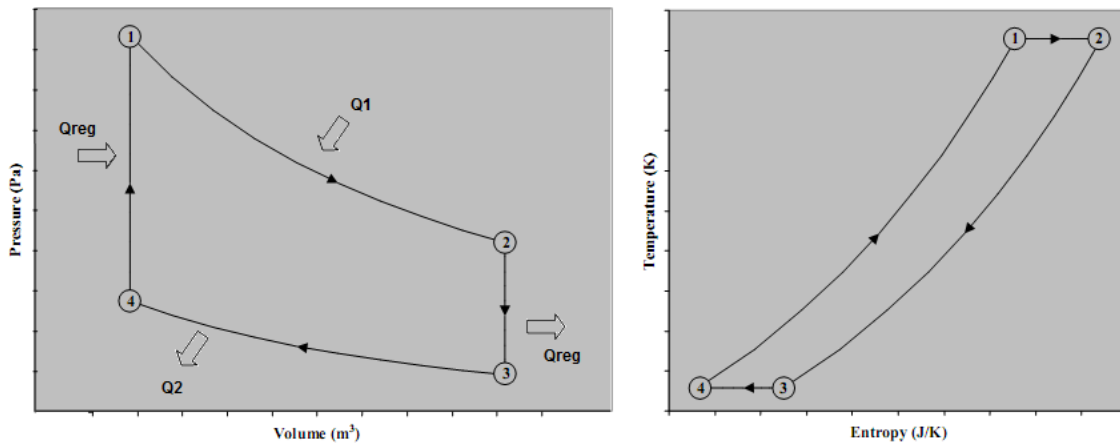 1
Q1
Qreg
2
4
Qreg
Q2
3
Pressure (Pa)
Volume (m³)
1
2
4
3
Temperature (K)
Entropy (J/K)